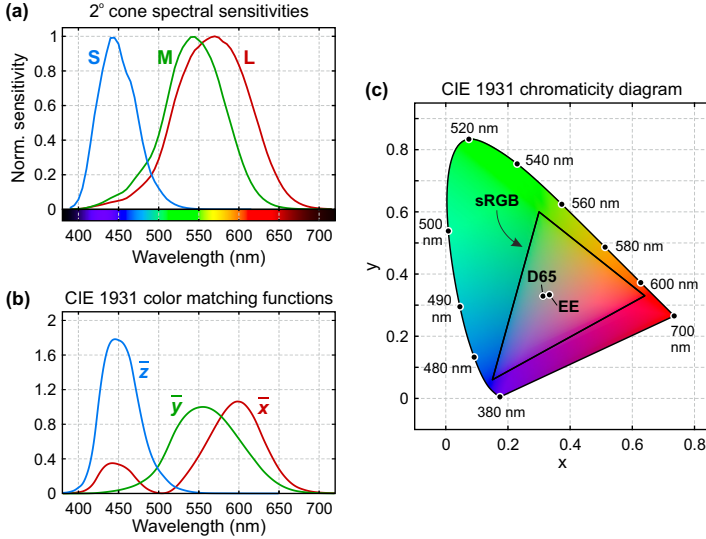 (a)
2° cone spectral sensitivities
S
M
L
Norm. sensitivity
1
0.8
0.6
0.4
0.2
0
400 450 500 550 600 650 700
Wavelength (nm)
(b)
CIE 1931 color matching functions
z
y
x
2
1.6
1.2
0.8
0.4
0
400 450 500 550 600 650 700
Wavelength (nm)
(c)
CIE 1931 chromaticity diagram
520 nm
540 nm
560 nm
580 nm
600 nm
700
nm
500
nm
490
nm
480 nm
380 nm
sRGB
D65
EE
y
0.8
0.6
0.4
0.2
0
0 0.2 0.4 0.6 0.8
x